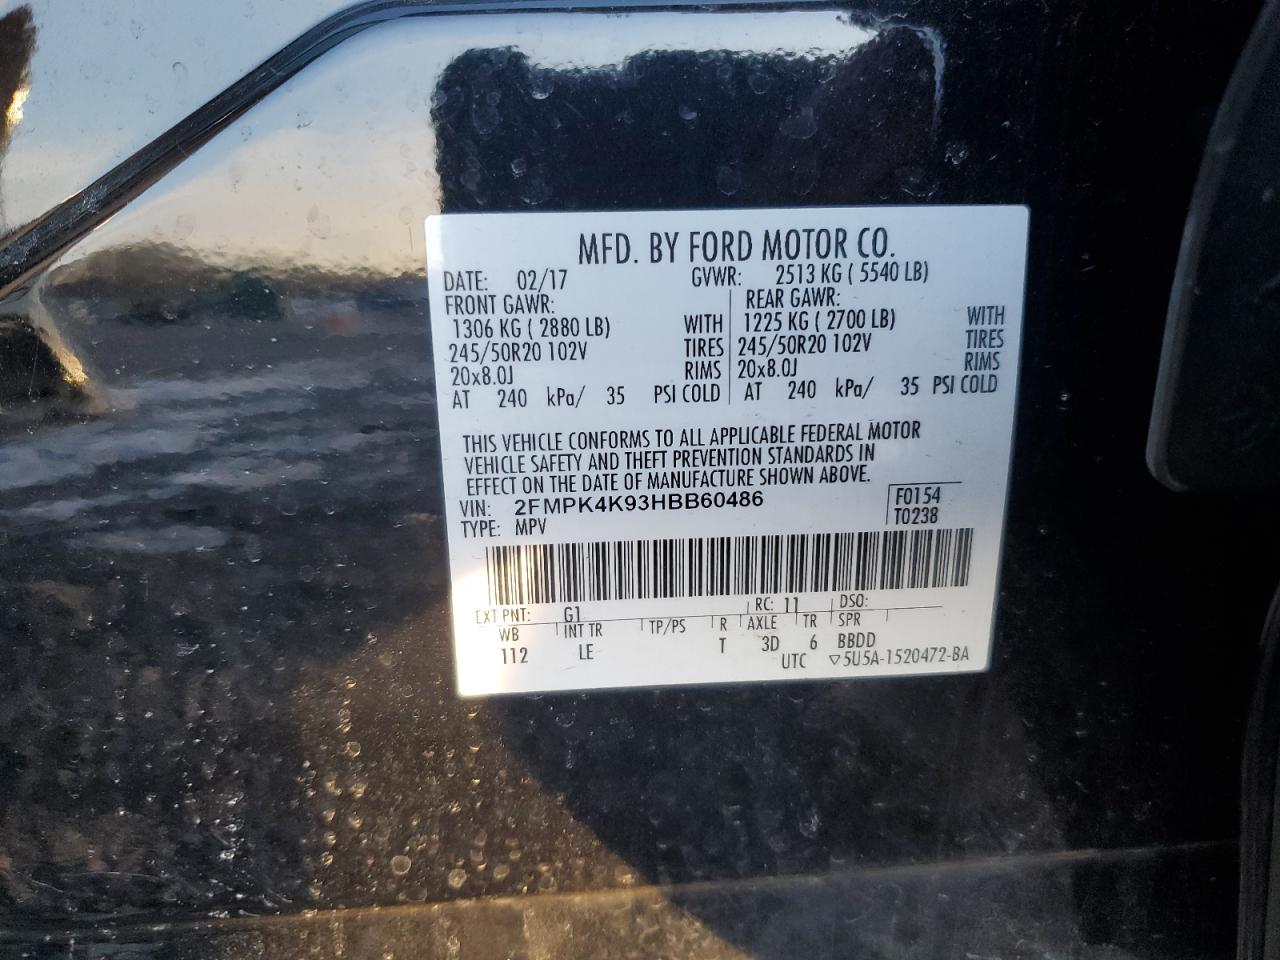 MFD. BY FORD MOTOR CO.
DATE: 02/17 GVWR: 2513 KG ( 5540 LB)
FRONT GAWR: REAR GAWR:
1306 KG ( 2880 LB) WITH 1225 KG ( 2700 LB) WITH
245/50R20 102V TIRES 245/50R20 102V TIRES
20x8.0J RIMS 20x8.0J RIMS
AT 240 kPa/ 35 PSI COLD AT 240 kPa/ 35 PSI COLD
THIS VEHICLE CONFORMS TO ALL APPLICABLE FEDERAL MOTOR
VEHICLE SAFETY AND THEFT PREVENTION STANDARDS IN
EFFECT ON THE DATE OF MANUFACTURE SHOWN ABOVE.
VIN: 2FMPK4K93HBB60486 F0154
TYPE: MPV T0238
EXT PNT: G1 RC: 11 DSO:
WB INT TR TP/PS R AXLE TR SPR
112 LE T 3D 6 BBDD
UTC ▽5U5A-1520472-BA